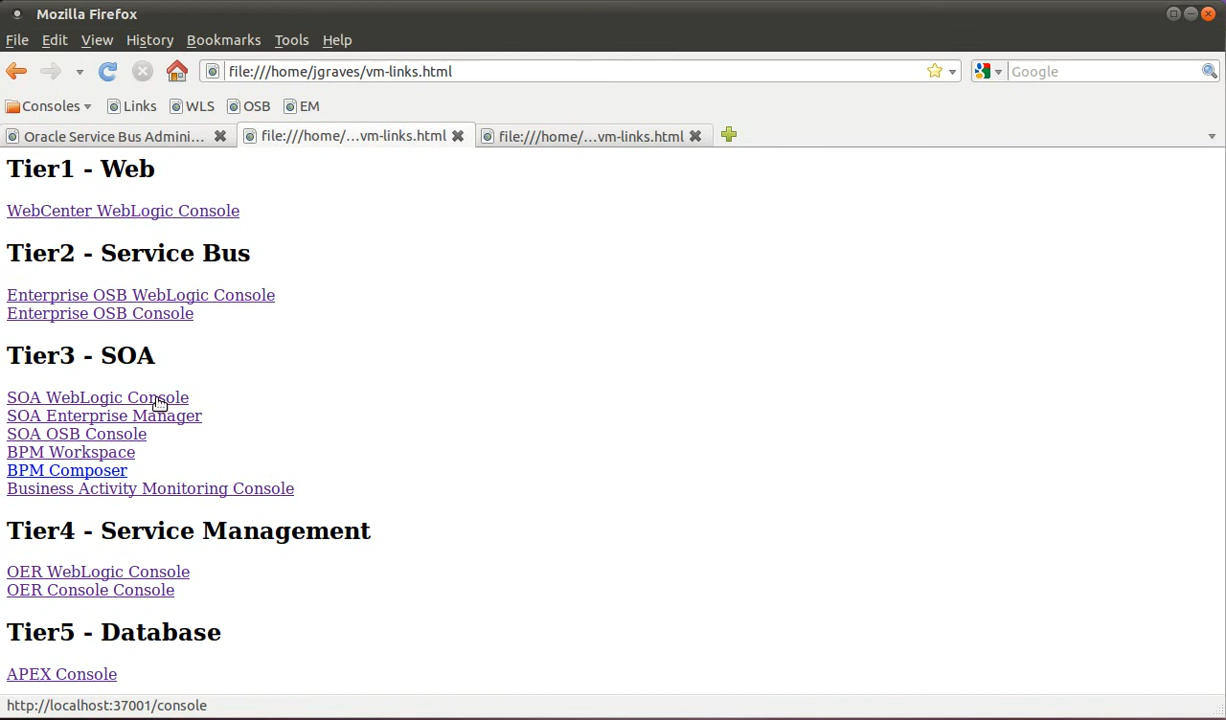 Mozilla Firefox
File Edit View History Bookmarks Tools Help
file:///home/jgraves/vm-links.html Google
Consoles Links WLS OSB EM
Oracle Service Bus Admini... file:///home/...vm-links.html file:///home/...vm-links.html
Tier1 - Web
WebCenter WebLogic Console
Tier2 - Service Bus
Enterprise OSB WebLogic Console
Enterprise OSB Console
Tier3 - SOA
SOA WebLogic Console
SOA Enterprise Manager
SOA OSB Console
BPM Workspace
BPM Composer
Business Activity Monitoring Console
Tier4 - Service Management
OER WebLogic Console
OER Console Console
Tier5 - Database
APEX Console
http://localhost:37001/console